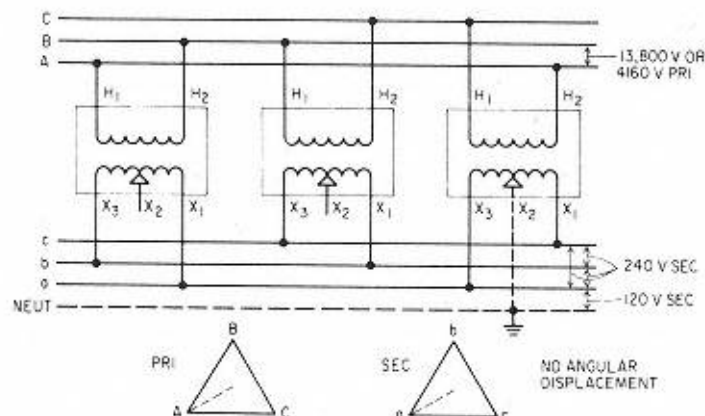 C
B
A
13,800 V OR
4160 V PRI
H1 H2 H1 H2 H1 H2
X3 X2 X1 X3 X2 X1 X3 X2 X1
c
b
a
240 V SEC
120 V SEC
NEUT
B
b
PRI
SEC
NO ANGULAR
DISPLACEMENT
A C
a c